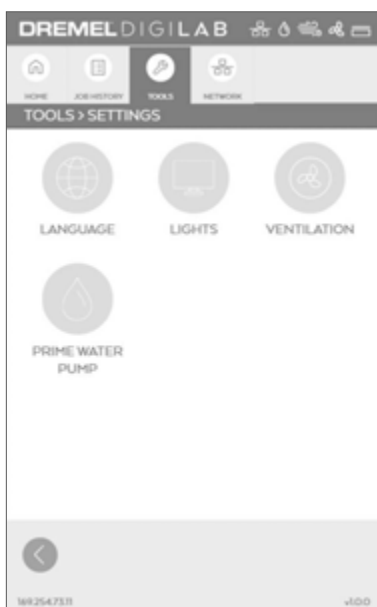 DREMEL DIGILAB
HOME JOB HISTORY TOOLS NETWORK
TOOLS > SETTINGS
LANGUAGE LIGHTS VENTILATION
PRIME WATER
PUMP
169.254.73.11 v1.0.0